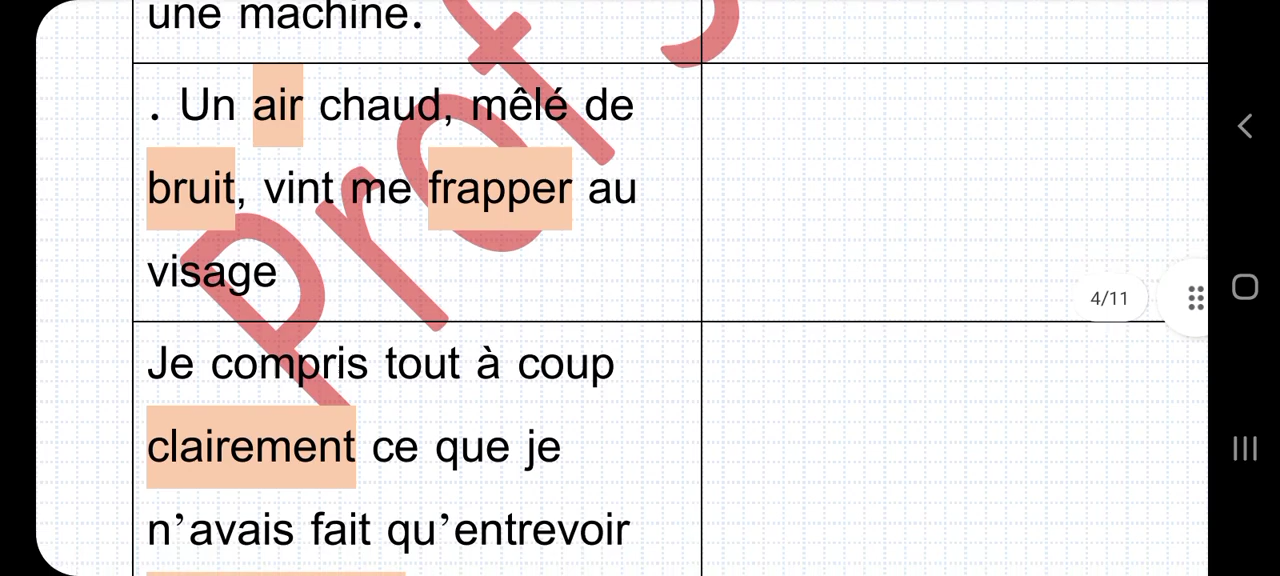 une machine.
. Un air chaud, mêlé de
bruit, vint me frapper au
visage
4/11
Je compris tout à coup
clairement ce que je
n’avais fait qu’entrevoir
Prof